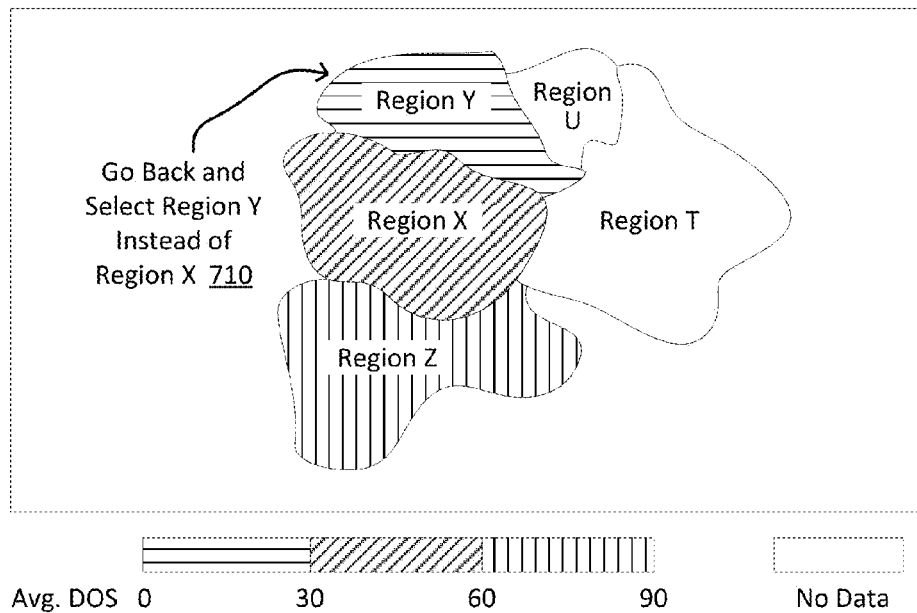 Region Y
Region
U
Go Back and
Select Region Y
Instead of
Region X 710
Region X
Region T
Region Z
Avg. DOS 0 30 60 90 No Data